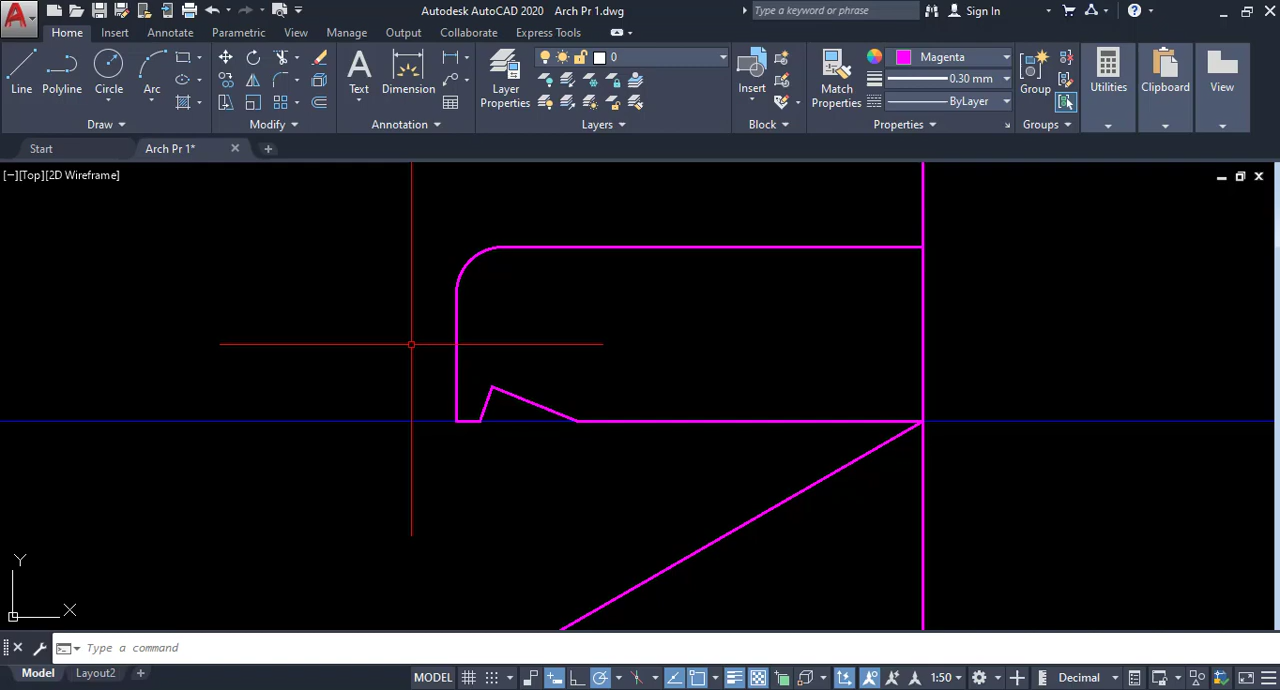 Autodesk AutoCAD 2020 Arch Pr 1.dwg
Type a keyword or phrase
Sign In
Home Insert Annotate Parametric View Manage Output Collaborate Express Tools
Line Polyline Circle Arc
Draw
Modify
Text Dimension
Annotation
Layer
Properties
0
Layers
Insert
Block
Match
Properties
Magenta
0.30 mm
ByLayer
Properties
Group
Groups
Utilities
Clipboard
View
Start Arch Pr 1*
[−][Top][2D Wireframe]
Y
X
Type a command
Model Layout2
MODEL 1:50 Decimal